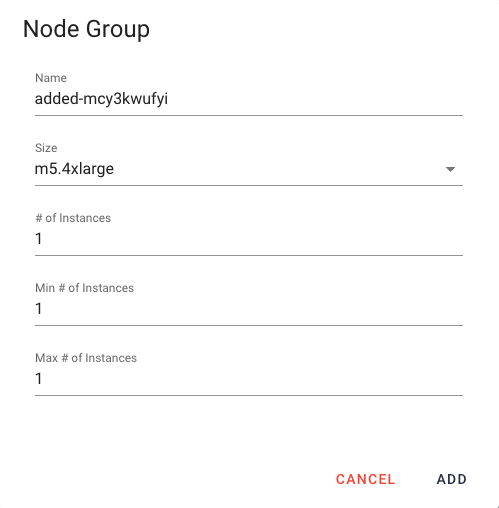 Node Group
Name
added-mcy3kwufyi
Size
m5.4xlarge
# of Instances
1
Min # of Instances
1
Max # of Instances
1
CANCEL ADD